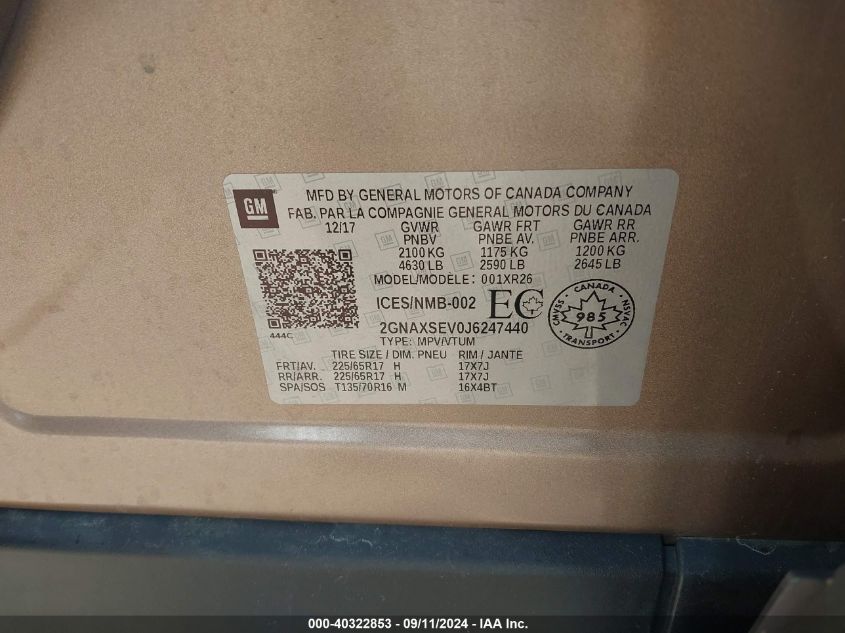 GM
MFD BY GENERAL MOTORS OF CANADA COMPANY
FAB. PAR LA COMPAGNIE GENERAL MOTORS DU CANADA
12/17 GVWR GAWR FRT GAWR RR
PNBV PNBE AV. PNBE ARR.
2100 KG 1175 KG 1200 KG
4630 LB 2590 LB 2645 LB
MODEL/MODÈLE: 001XR26
ICES/NMB-002 EC
CANADA
CMVSS 985 NSVAC
TRANSPORT
2GNAXSEV0J6247440
444C
TYPE: MPV/VTUM
TIRE SIZE / DIM. PNEU RIM / JANTE
FRT/AV. 225/65R17 H 17X7J
RR/ARR. 225/65R17 H 17X7J
SPA/SOS T135/70R16 M 16X4BT
000-40322853 - 09/11/2024 - IAA Inc.